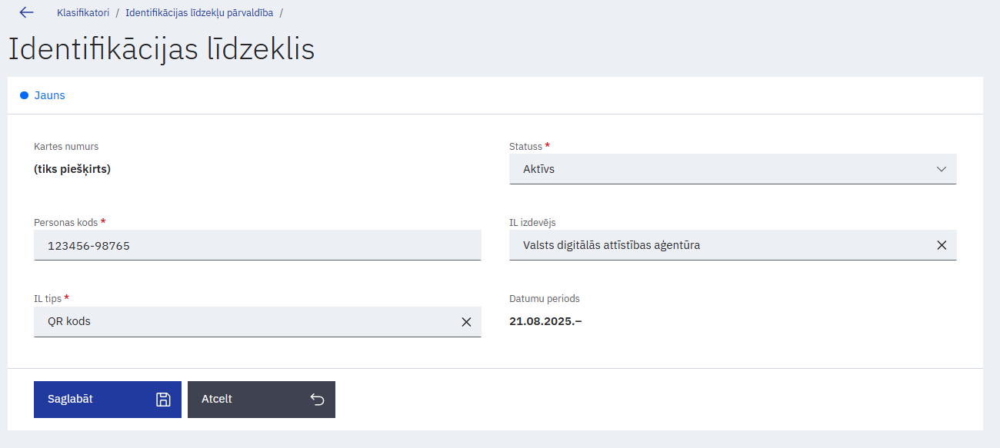 Klasifikatori / Identifikācijas līdzekļu pārvaldība /
Identifikācijas līdzeklis
Jauns
Kartes numurs
(tiks piešķirts)
Statuss *
Aktīvs
Personas kods *
123456-98765
IL izdevējs
Valsts digitālās attīstības aģentūra
IL tips *
QR kods
Datumu periods
21.08.2025.–
Saglabāt
Atcelt